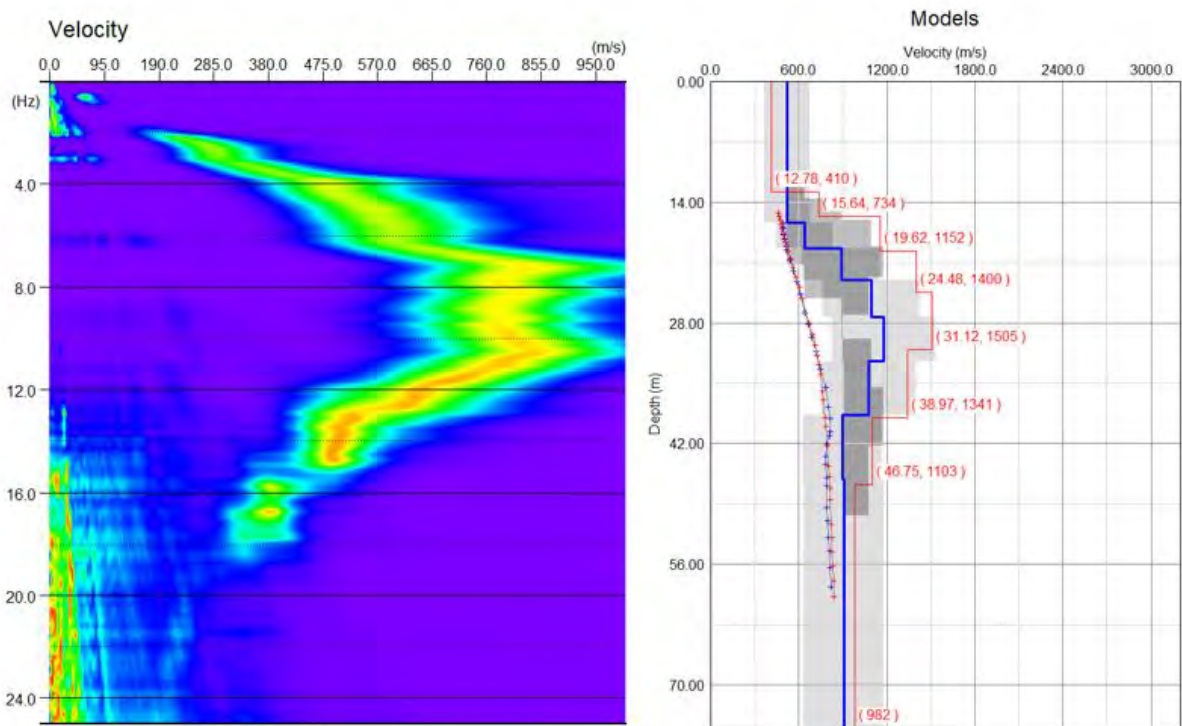 Velocity
(m/s)
0.0 95.0 190.0 285.0 380.0 475.0 570.0 665.0 760.0 855.0 950.0
(Hz)
4.0
8.0
12.0
16.0
20.0
24.0
Models
Velocity (m/s)
0.0 600.0 1200.0 1800.0 2400.0 3000.0
0.00
14.00
28.00
42.00
56.00
70.00
Depth (m)
( 12.78, 410 )
( 15.64, 734 )
( 19.62, 1152 )
( 24.48, 1400 )
( 31.12, 1505 )
( 38.97, 1341 )
( 46.75, 1103 )
( 982 )